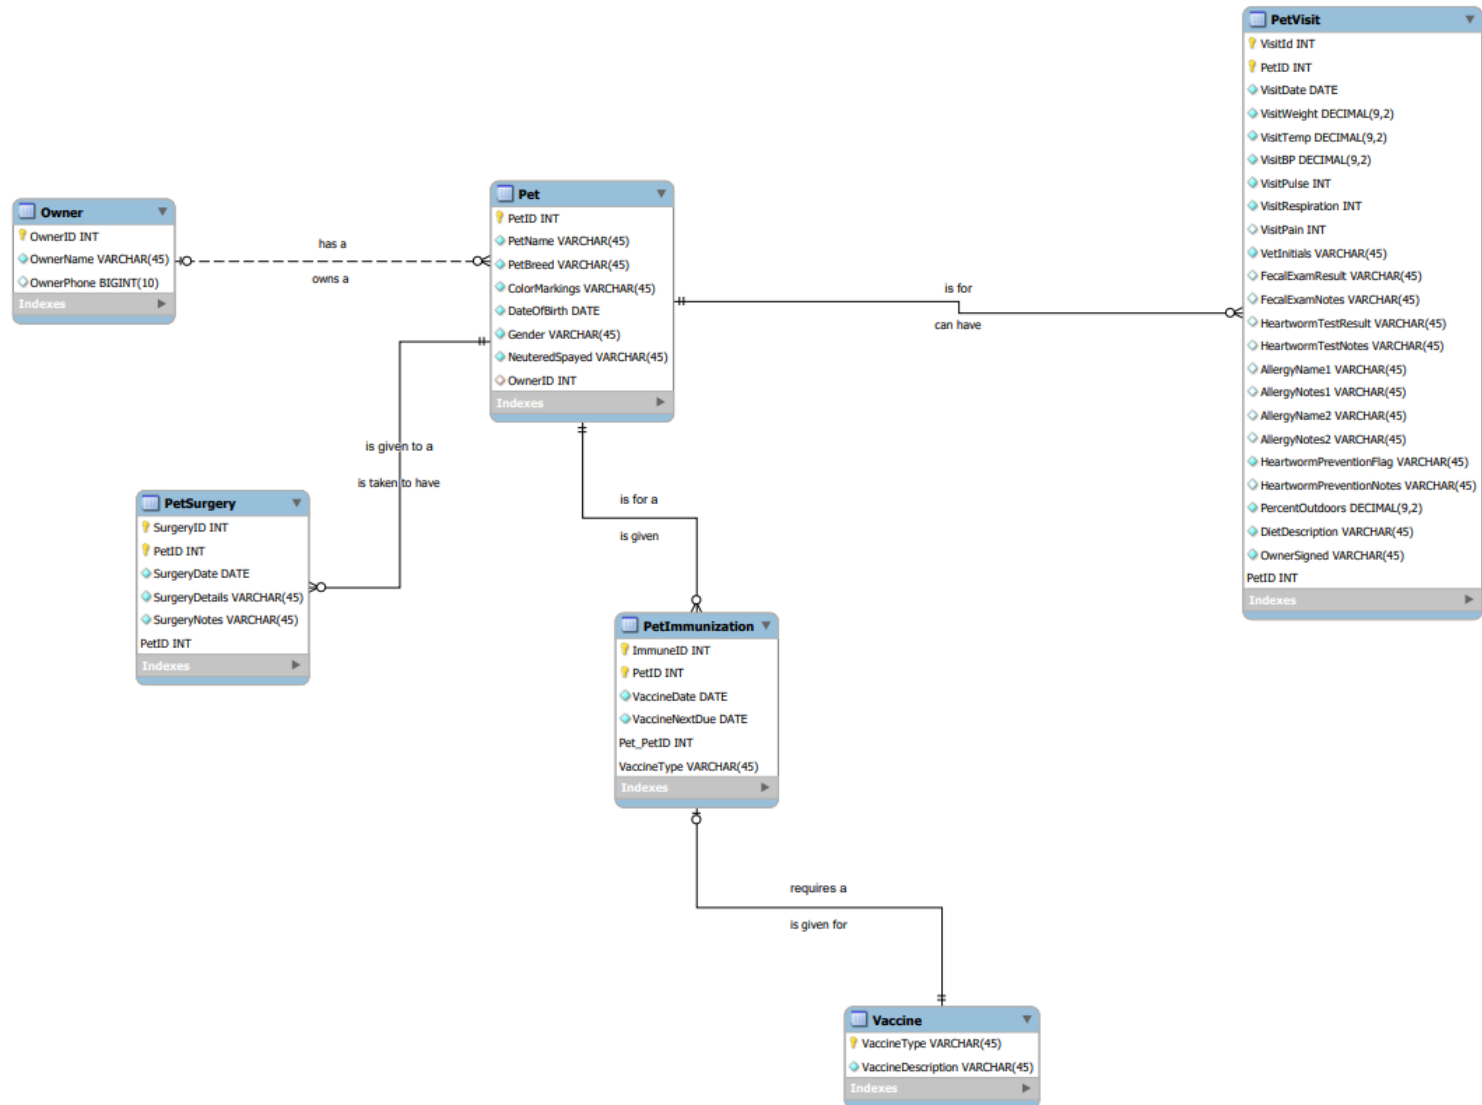 Owner
OwnerID INT
OwnerName VARCHAR(45)
OwnerPhone BIGINT(10)
Indexes
has a
owns a
Pet
PetID INT
PetName VARCHAR(45)
PetBreed VARCHAR(45)
ColorMarkings VARCHAR(45)
DateOfBirth DATE
Gender VARCHAR(45)
NeuteredSpayed VARCHAR(45)
OwnerID INT
Indexes
is for
can have
PetVisit
VisitId INT
PetID INT
VisitDate DATE
VisitWeight DECIMAL(9,2)
VisitTemp DECIMAL(9,2)
VisitBP DECIMAL(9,2)
VisitPulse INT
VisitRespiration INT
VisitPain INT
VetInitials VARCHAR(45)
FecalExamResult VARCHAR(45)
FecalExamNotes VARCHAR(45)
HeartwormTestResult VARCHAR(45)
HeartwormTestNotes VARCHAR(45)
AllergyName1 VARCHAR(45)
AllergyNotes1 VARCHAR(45)
AllergyName2 VARCHAR(45)
AllergyNotes2 VARCHAR(45)
HeartwormPreventionFlag VARCHAR(45)
HeartwormPreventionNotes VARCHAR(45)
PercentOutdoors DECIMAL(9,2)
DietDescription VARCHAR(45)
OwnerSigned VARCHAR(45)
PetID INT
Indexes
is given to a
is taken to have
PetSurgery
SurgeryID INT
PetID INT
SurgeryDate DATE
SurgeryDetails VARCHAR(45)
SurgeryNotes VARCHAR(45)
PetID INT
Indexes
is for a
is given
PetImmunization
ImmuneID INT
PetID INT
VaccineDate DATE
VaccineNextDue DATE
Pet_PetID INT
VaccineType VARCHAR(45)
Indexes
requires a
is given for
Vaccine
VaccineType VARCHAR(45)
VaccineDescription VARCHAR(45)
Indexes